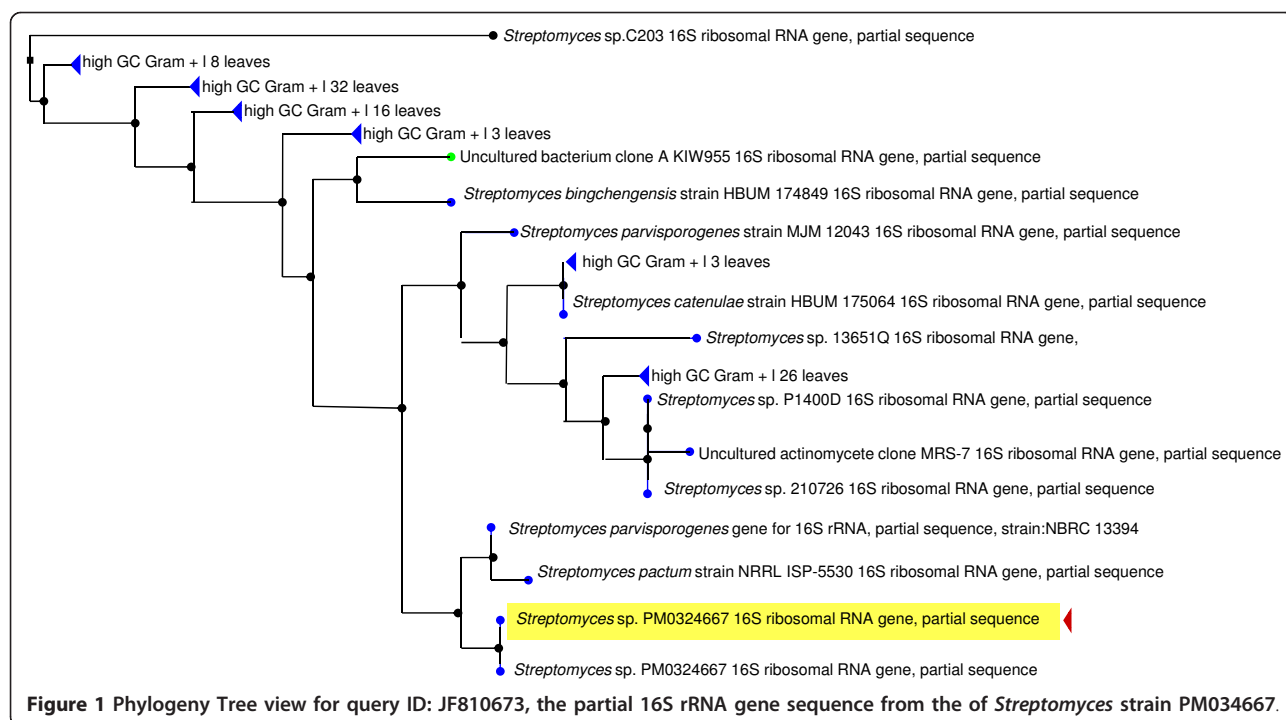 Streptomyces sp.C203 16S ribosomal RNA gene, partial sequence
high GC Gram + l 8 leaves
high GC Gram + l 32 leaves
high GC Gram + l 16 leaves
high GC Gram + l 3 leaves
Uncultured bacterium clone A KIW955 16S ribosomal RNA gene, partial sequence
Streptomyces bingchengensis strain HBUM 174849 16S ribosomal RNA gene, partial sequence
Streptomyces parvisporogenes strain MJM 12043 16S ribosomal RNA gene, partial sequence
high GC Gram + l 3 leaves
Streptomyces catenulae strain HBUM 175064 16S ribosomal RNA gene, partial sequence
Streptomyces sp. 13651Q 16S ribosomal RNA gene,
high GC Gram + l 26 leaves
Streptomyces sp. P1400D 16S ribosomal RNA gene, partial sequence
Uncultured actinomycete clone MRS-7 16S ribosomal RNA gene, partial sequence
Streptomyces sp. 210726 16S ribosomal RNA gene, partial sequence
Streptomyces parvisporogenes gene for 16S rRNA, partial sequence, strain:NBRC 13394
Streptomyces pactum strain NRRL ISP-5530 16S ribosomal RNA gene, partial sequence
Streptomyces sp. PM0324667 16S ribosomal RNA gene, partial sequence
Streptomyces sp. PM0324667 16S ribosomal RNA gene, partial sequence
Figure 1 Phylogeny Tree view for query ID: JF810673, the partial 16S rRNA gene sequence from the of Streptomyces strain PM034667.